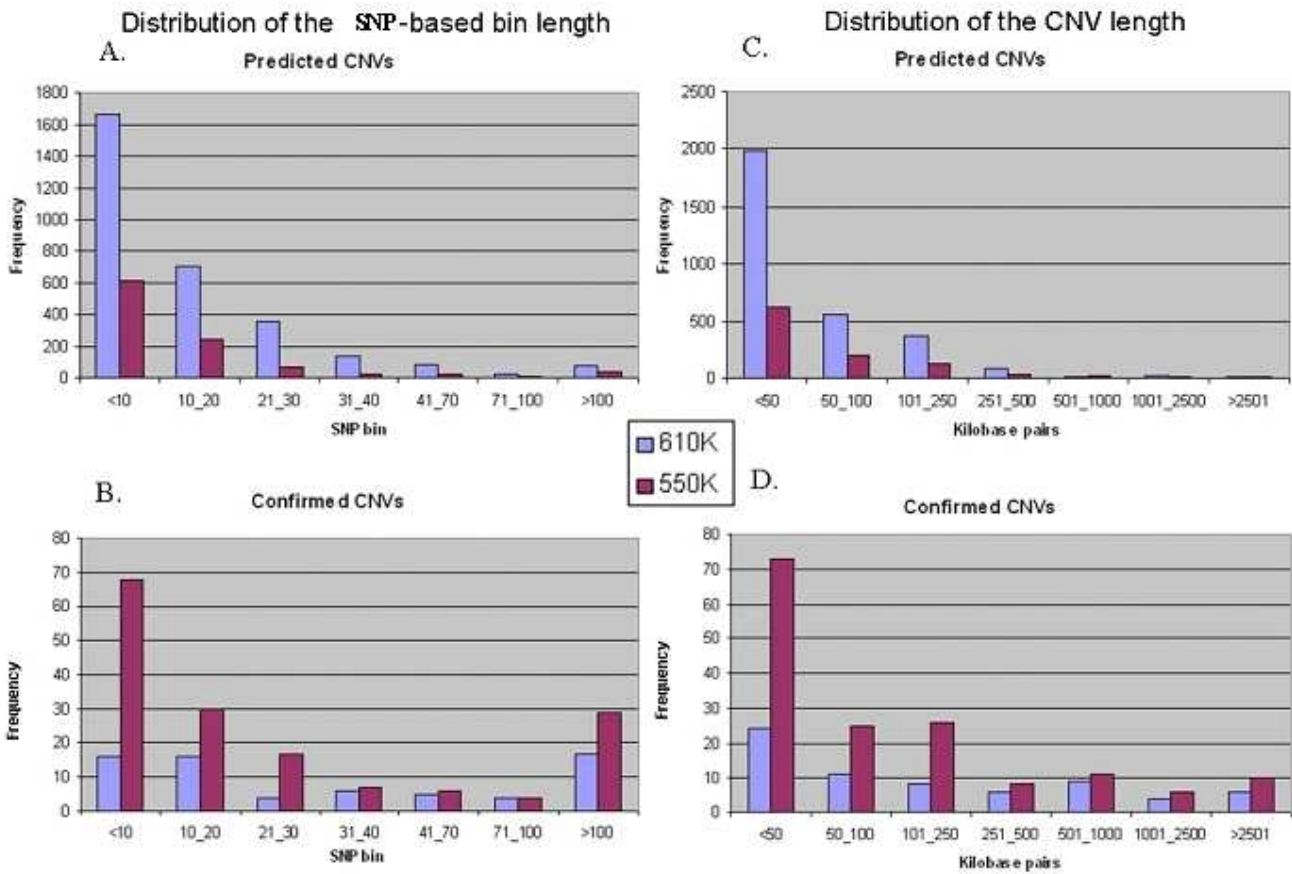 Distribution of the SNP-based bin length
A.
Predicted CNVs
Frequency
1800
1600
1400
1200
1000
800
600
400
200
0
<10 10_20 21_30 31_40 41_70 71_100 >100
SNP bin
Distribution of the CNV length
C.
Predicted CNVs
Frequency
2500
2000
1500
1000
500
0
<50 50_100 101_250 251_500 501_1000 1001_2500 >2501
Kilobase pairs
610K
550K
B.
Confirmed CNVs
Frequency
80
70
60
50
40
30
20
10
0
<10 10_20 21_30 31_40 41_70 71_100 >100
SNP bin
D.
Confirmed CNVs
Frequency
80
70
60
50
40
30
20
10
0
<50 50_100 101_250 251_500 501_1000 1001_2500 >2501
Kilobase pairs